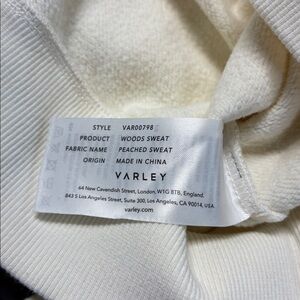 STYLE VAR00798
PRODUCT WOODS SWEAT
FABRIC NAME PEACHED SWEAT
ORIGIN MADE IN CHINA
VARLEY
64 New Cavendish Street, London, W1G 8TB, England.
843 S Los Angeles Street, Suite 300, Los Angeles, CA 90014, USA
varley.com